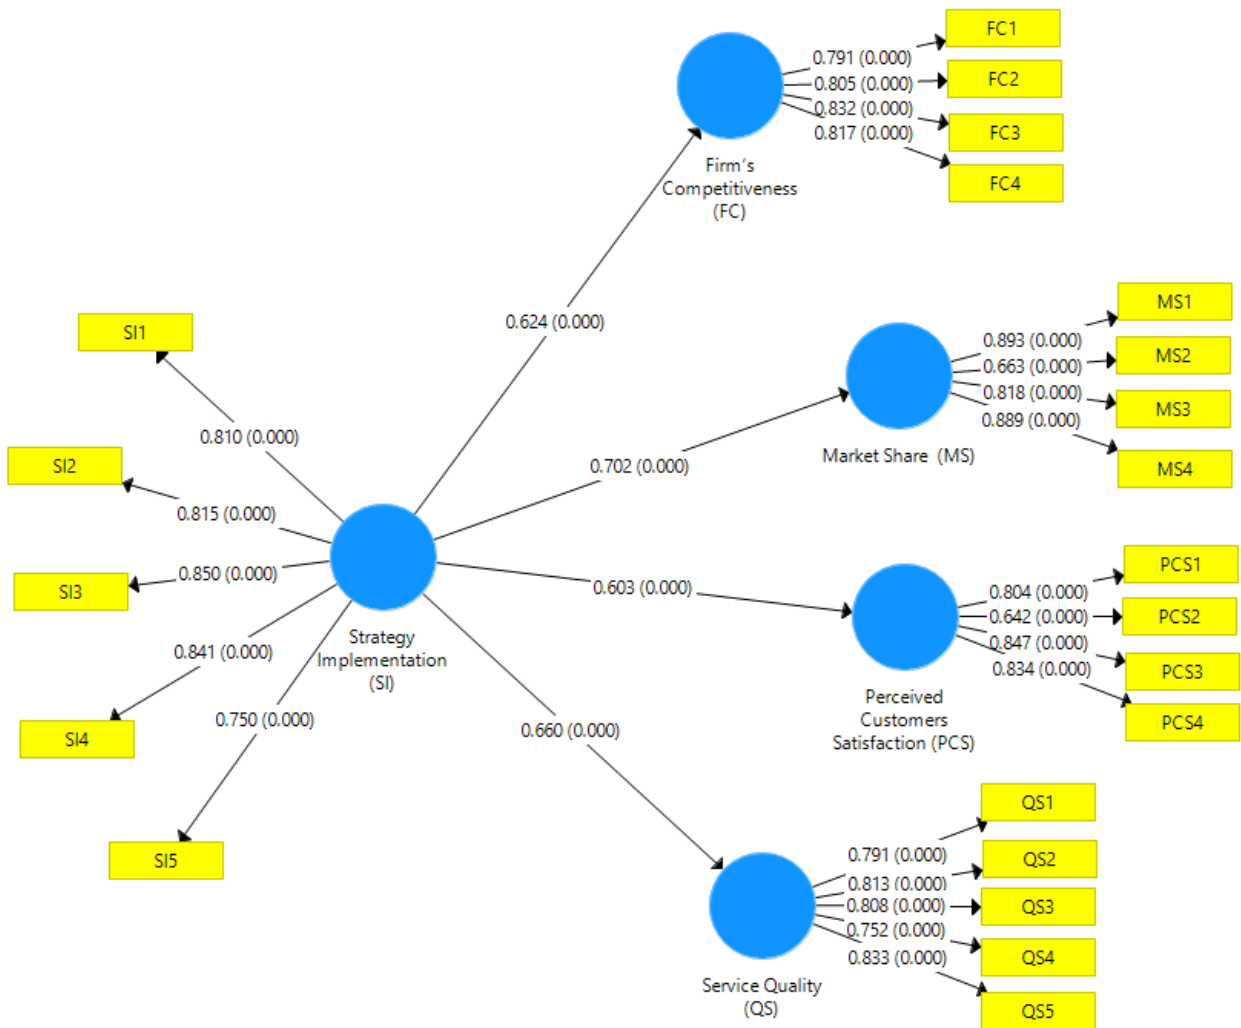 FC1
0.791 (0.000)
FC2
0.805 (0.000)
0.832 (0.000)
FC3
0.817 (0.000)
FC4
Firm's
Competitiveness
(FC)
0.624 (0.000)
MS1
0.893 (0.000)
MS2
0.663 (0.000)
0.818 (0.000)
MS3
0.889 (0.000)
MS4
Market Share (MS)
SI1
0.810 (0.000)
SI2
0.815 (0.000)
0.702 (0.000)
0.850 (0.000)
SI3
0.841 (0.000)
SI4
0.750 (0.000)
SI5
Strategy
Implementation
(SI)
0.603 (0.000)
PCS1
0.804 (0.000)
PCS2
0.642 (0.000)
0.847 (0.000)
PCS3
0.834 (0.000)
PCS4
Perceived
Customers
Satisfaction (PCS)
0.660 (0.000)
QS1
0.791 (0.000)
QS2
0.813 (0.000)
0.808 (0.000)
QS3
0.752 (0.000)
QS4
0.833 (0.000)
QS5
Service Quality
(QS)